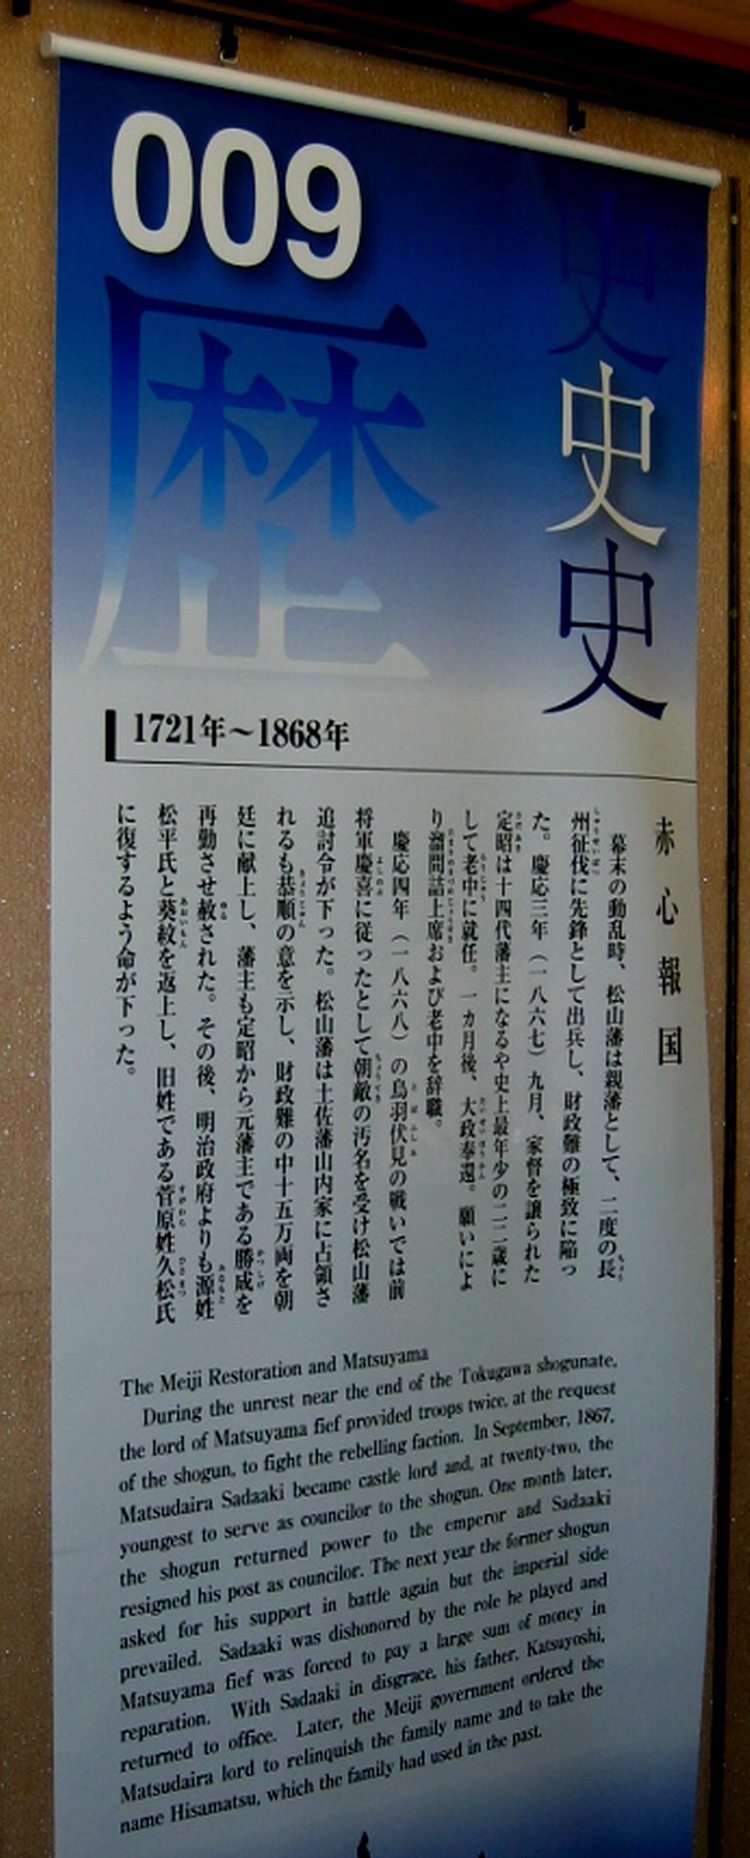 009
歴
史
史
史
1721年～1868年
赤心報国
幕末の動乱時、松山藩は親藩として、二度の長
州征伐に先鋒として出兵し、財政難の極致に陥っ
た。慶応三年（一八六七）九月、家督を譲られた
定昭は十四代藩主になるや史上最年少の二二歳に
して老中に就任。一カ月後、大政奉還。願いによ
り溜間詰上席および老中を辞職。
慶応四年（一八六八）の鳥羽伏見の戦いでは前
将軍慶喜に従ったとして朝敵の汚名を受け松山藩
追討令が下った。松山藩は土佐藩山内家に占領さ
れるも恭順の意を示し、財政難の中十五万両を朝
廷に献上し、藩主も定昭から元藩主である勝成を
再勤させ赦された。その後、明治政府よりも源姓
松平氏と葵紋を返上し、旧姓である菅原姓久松氏
に復するよう命が下った。
The Meiji Restoration and Matsuyama
During the unrest near the end of the Tokugawa shogunate,
the lord of Matsuyama fief provided troops twice, at the request
of the shogun, to fight the rebelling faction. In September, 1867,
Matsudaira Sadaaki became castle lord and, at twenty-two, the
youngest to serve as councilor to the shogun. One month later,
the shogun returned power to the emperor and Sadaaki
resigned his post as councilor. The next year the former shogun
asked for his support in battle again but the imperial side
prevailed. Sadaaki was dishonored by the role he played and
Matsuyama fief was forced to pay a large sum of money in
reparation. With Sadaaki in disgrace, his father, Katsuyoshi,
returned to office. Later, the Meiji government ordered the
Matsudaira lord to relinquish the family name and to take the
name Hisamatsu, which the family had used in the past.